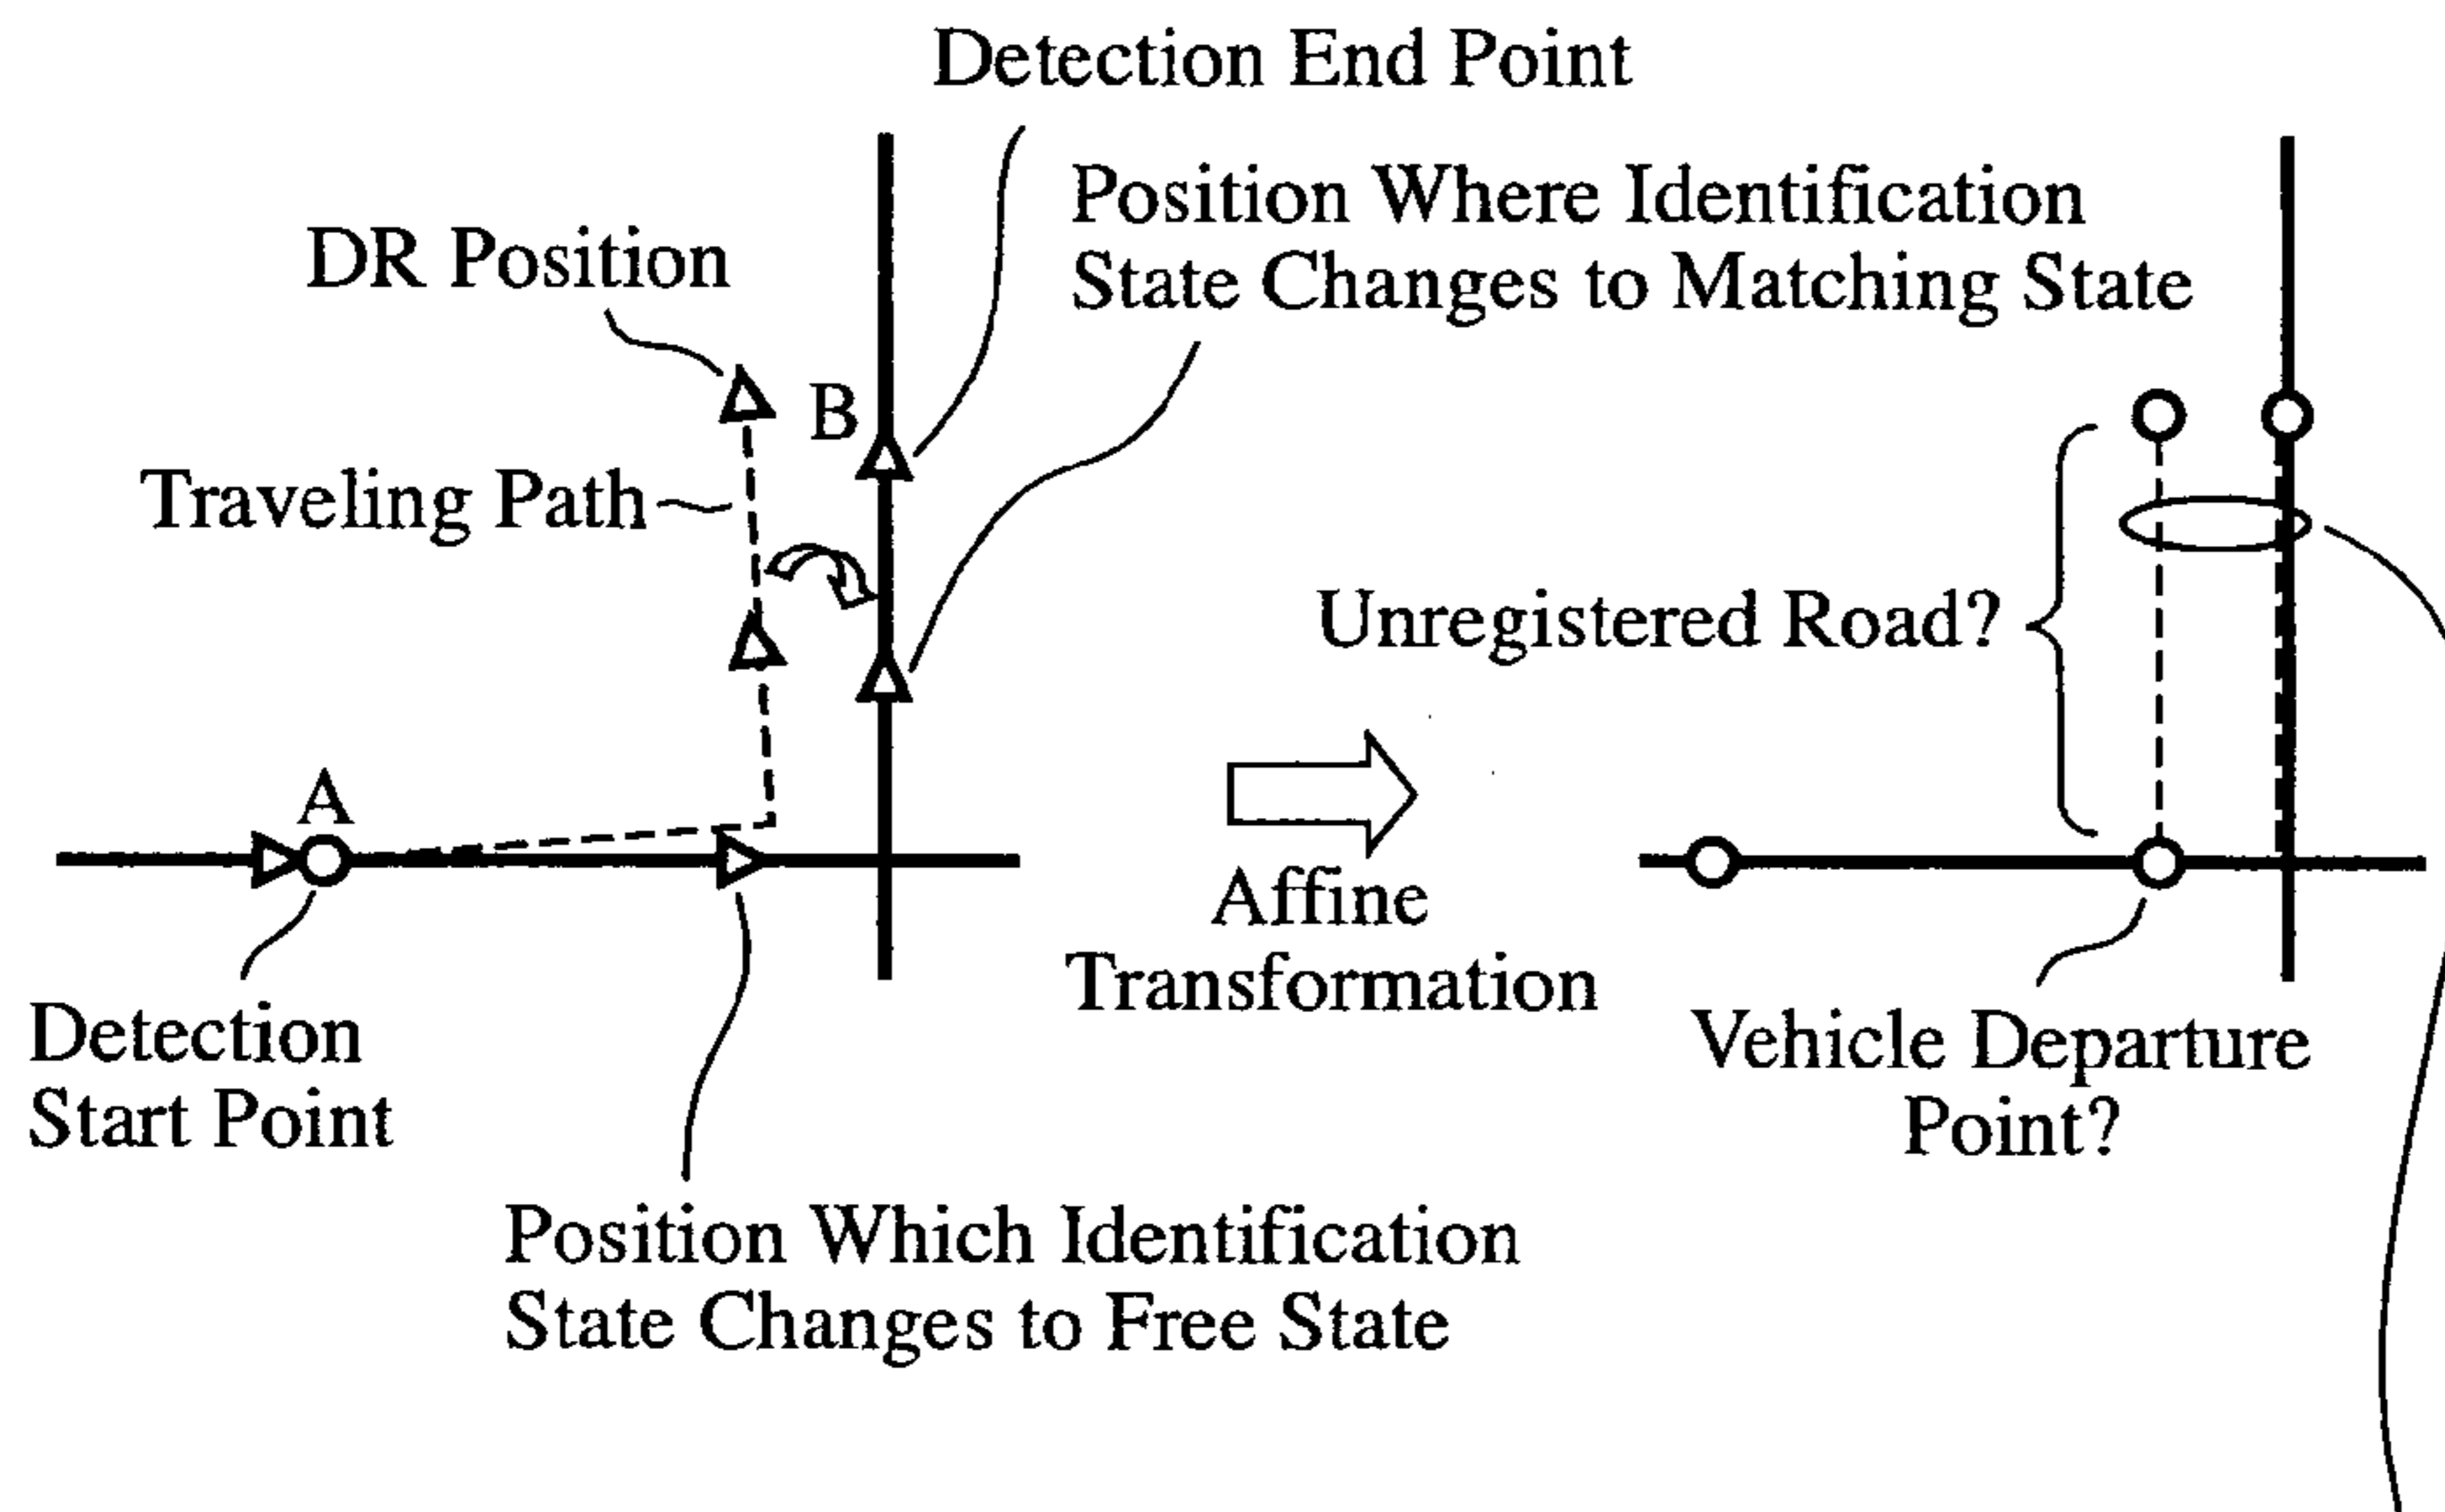 Detection End Point
Position Where Identification
State Changes to Matching State
DR Position
B
Traveling Path
Unregistered Road?
A
Affine
Transformation
Detection
Start Point
Vehicle Departure
Point?
Position Which Identification
State Changes to Free State